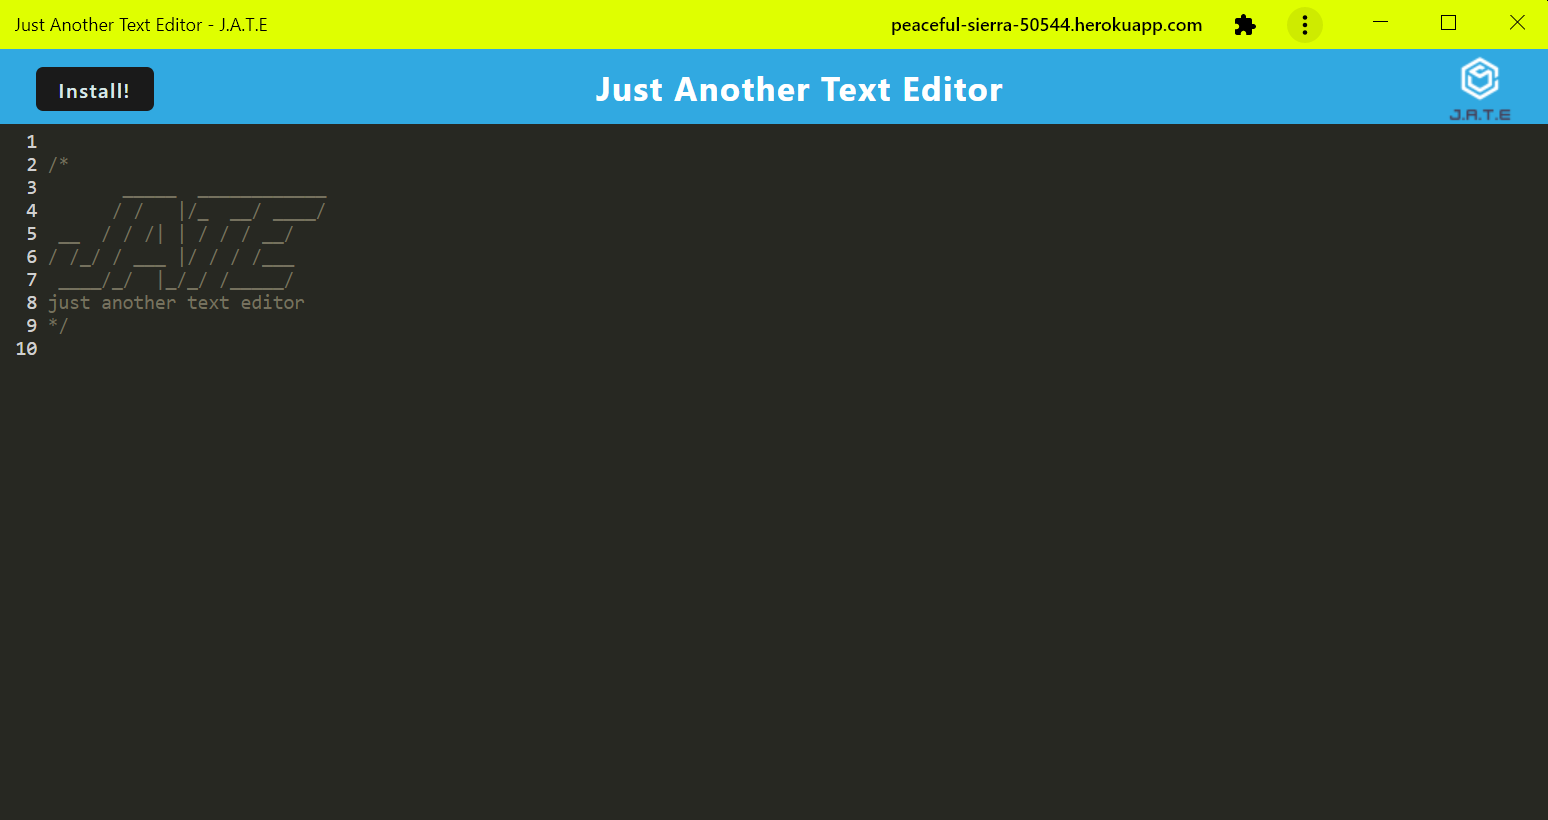 Just Another Text Editor - J.A.T.E
peaceful-sierra-50544.herokuapp.com
Install!
Just Another Text Editor
J.A.T.E
1
2 /*
3        _____  ____________
4       / /   |/_  __/ ____/
5  __  / / /| | / / / __/
6 / /_/ / ___ |/ / / /___
7  ____/_/  |_/_/ /_____/
8 just another text editor
9 */
10